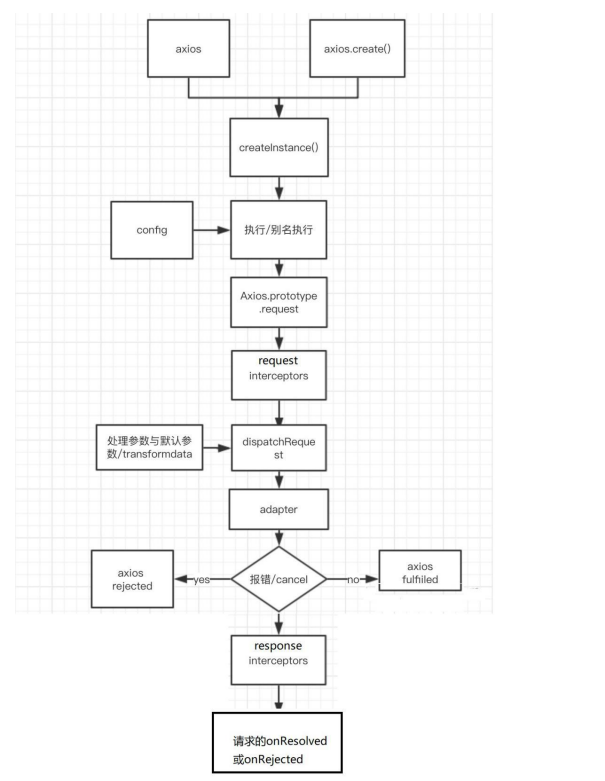 axios
axios.create()
createInstance()
config
执行/别名执行
Axios.prototype
.request
request
interceptors
处理参数与默认参
数/transformdata
dispatchReque
st
adapter
axios
rejected
yes
报错/cancel
no
axios
fulfiled
response
interceptors
请求的onResolved
或onRejected